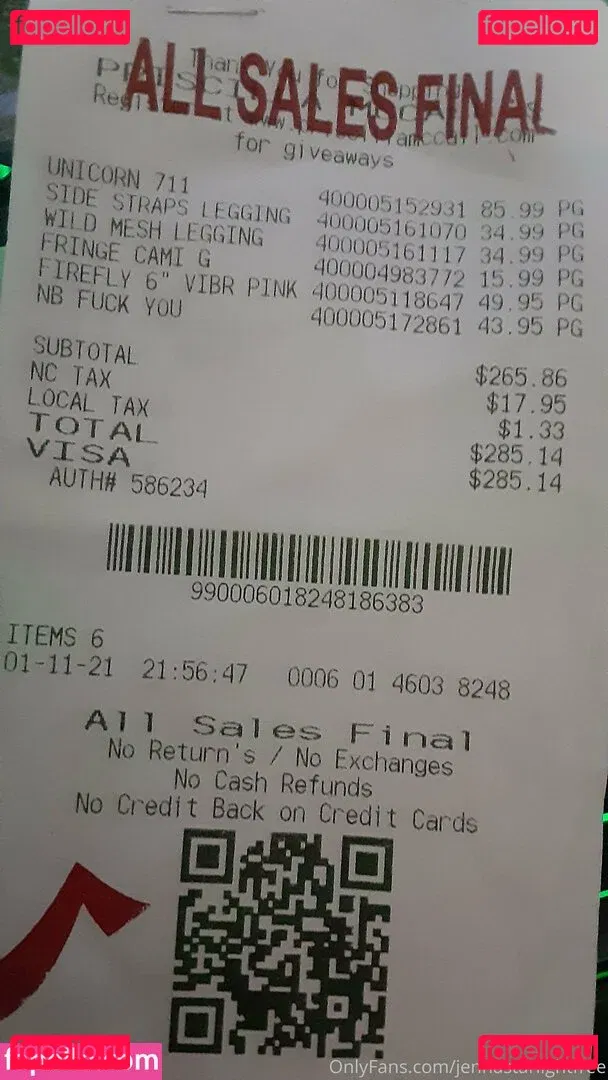 fapello.ru fapello.ru
ALL SALES FINAL
for giveaways
UNICORN 711 400005152931 85.99 PG
SIDE STRAPS LEGGING 400005161070 34.99 PG
WILD MESH LEGGING 400005161117 34.99 PG
FRINGE CAMI G 400004983772 15.99 PG
FIREFLY 6" VIBR PINK 400005118647 49.95 PG
NB FUCK YOU 400005172861 43.95 PG
SUBTOTAL $265.86
NC TAX $17.95
LOCAL TAX $1.33
TOTAL $285.14
VISA $285.14
AUTH# 586234
990006018248186383
ITEMS 6
01-11-21 21:56:47 0006 01 4603 8248
All Sales Final
No Return's / No Exchanges
No Cash Refunds
No Credit Back on Credit Cards
fapello.ru fapello.ru